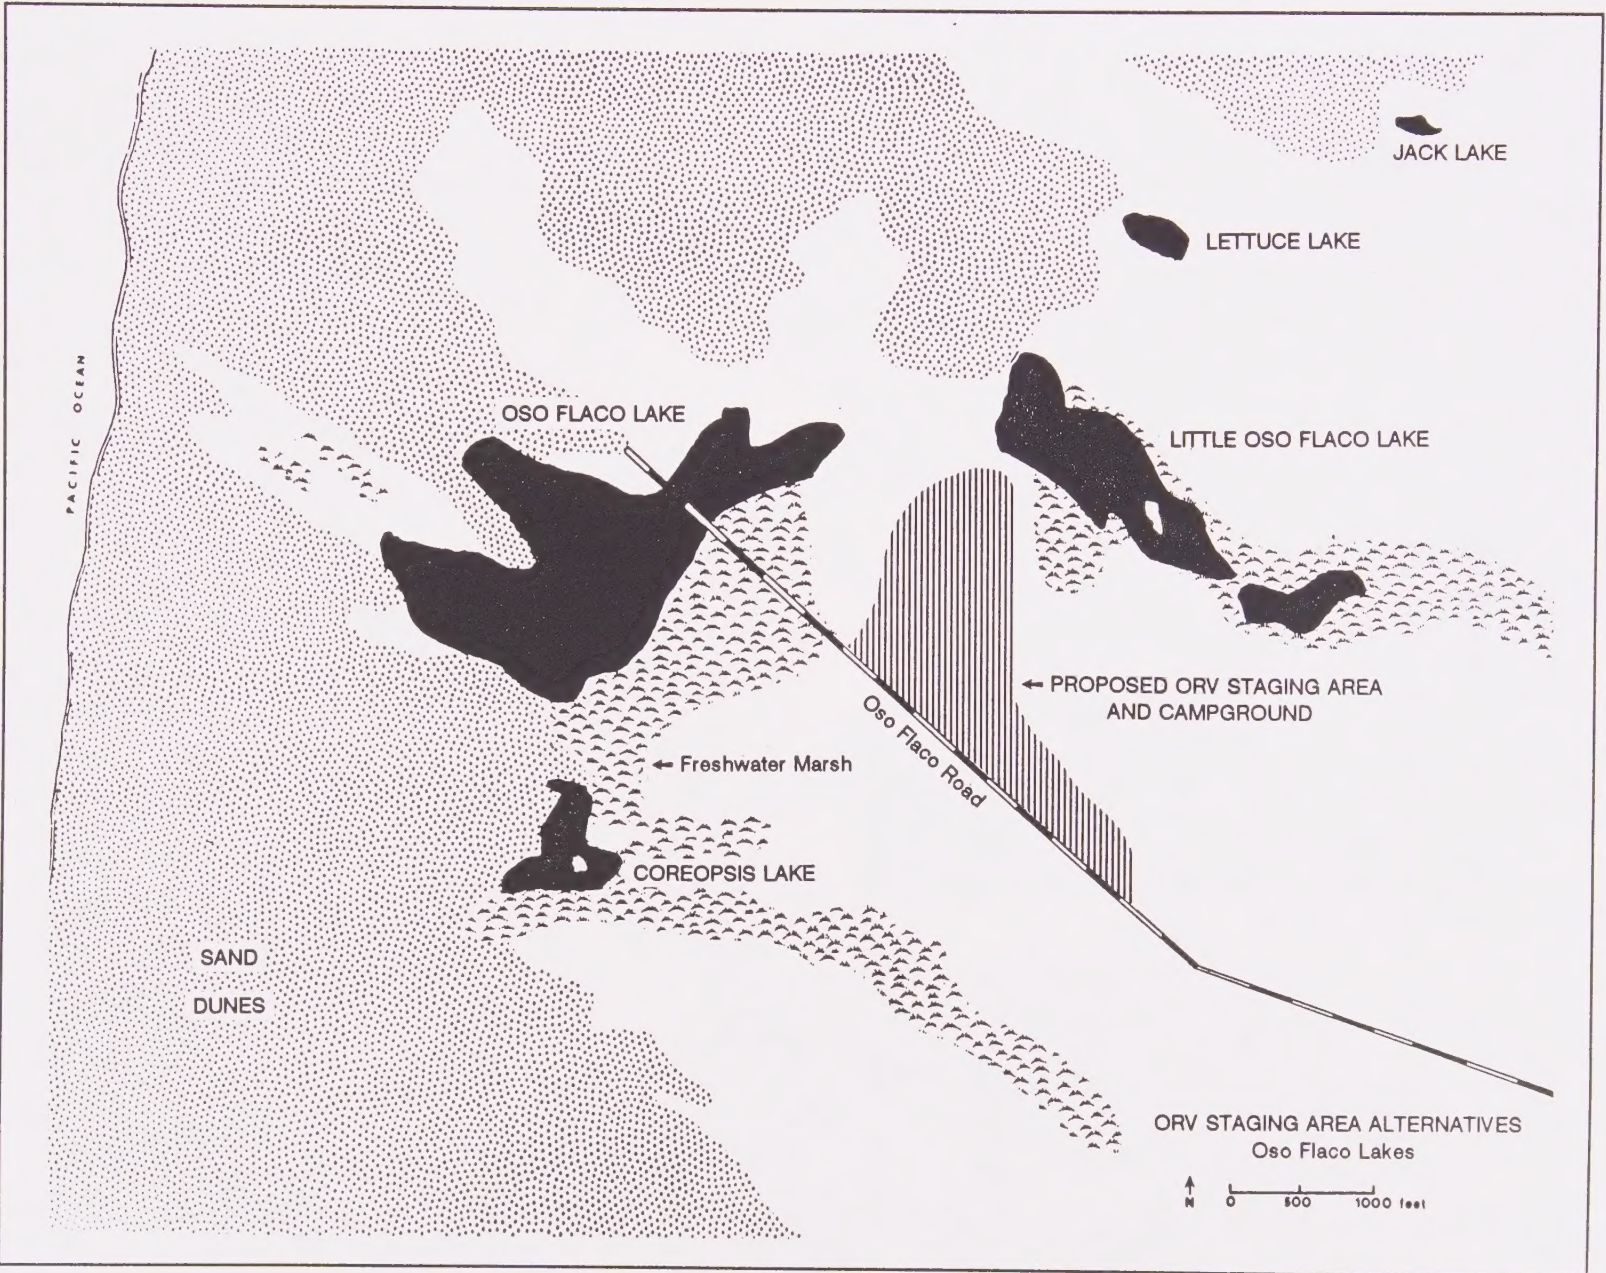 JACK LAKE
LETTUCE LAKE
PACIFIC OCEAN
OSO FLACO LAKE
LITTLE OSO FLACO LAKE
PROPOSED ORV STAGING AREA
AND CAMPGROUND
Oso Flaco Road
Freshwater Marsh
COREOPSIS LAKE
SAND
DUNES
ORV STAGING AREA ALTERNATIVES
Oso Flaco Lakes
N 0 500 1000 feet